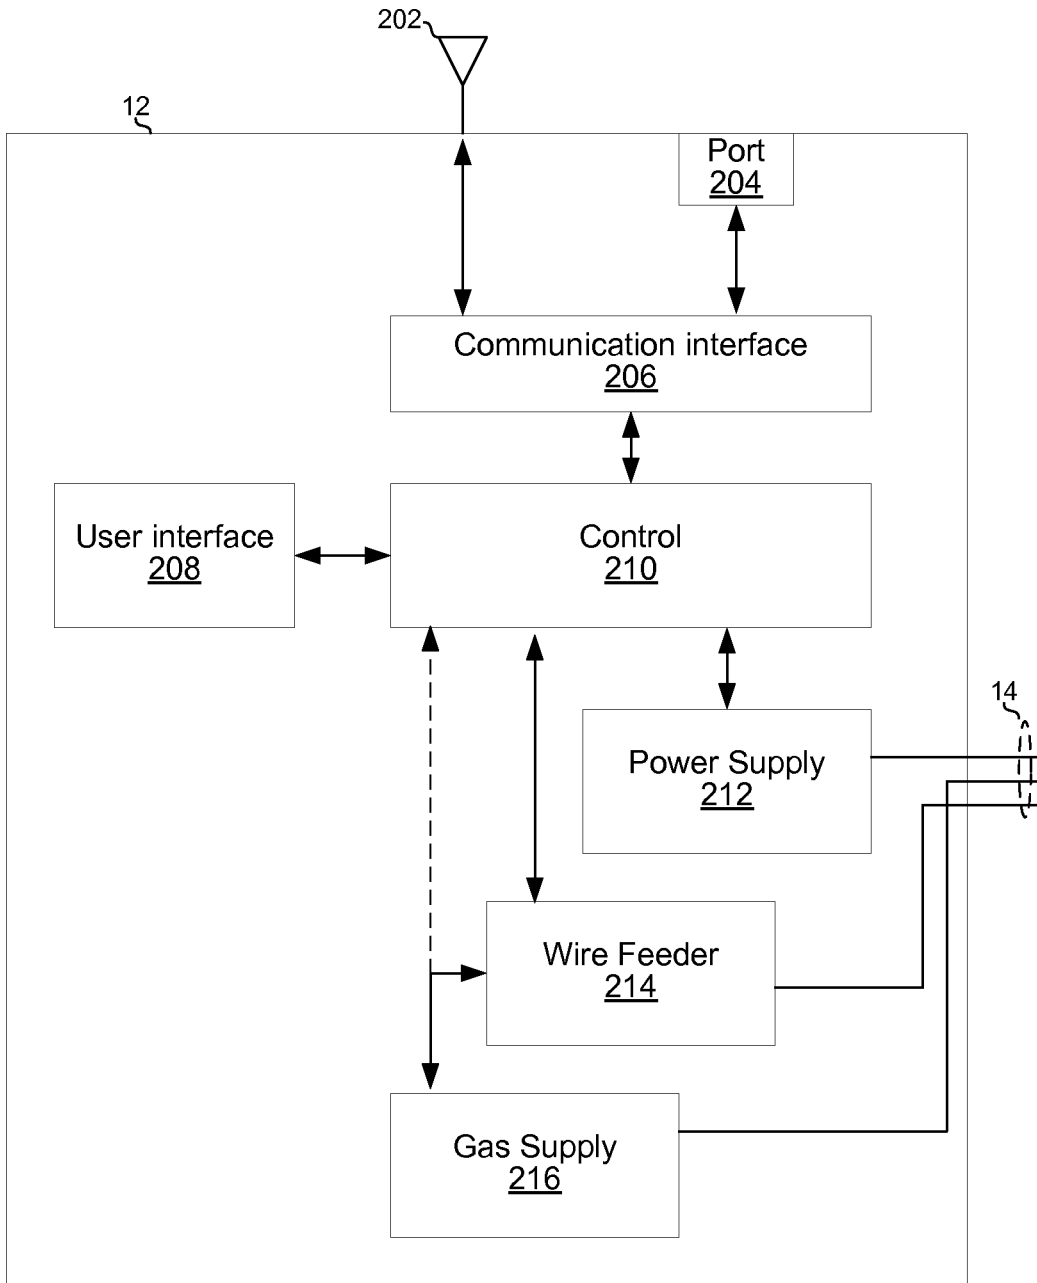 202
12
Port
204
Communication interface
206
User interface
208
Control
210
14
Power Supply
212
Wire Feeder
214
Gas Supply
216